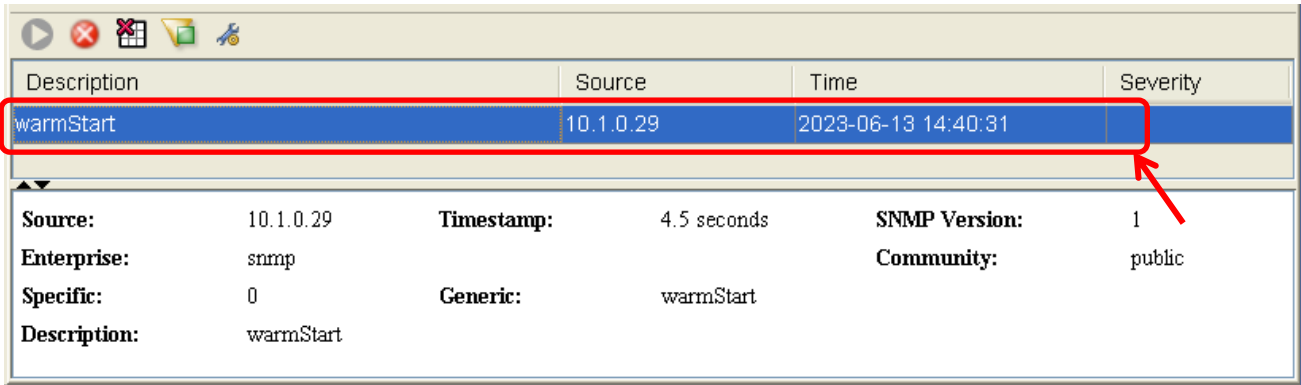 Description Source Time Severity
warmStart 10.1.0.29 2023-06-13 14:40:31
Source: 10.1.0.29 Timestamp: 4.5 seconds SNMP Version: 1
Enterprise: snmp Community: public
Specific: 0 Generic: warmStart
Description: warmStart